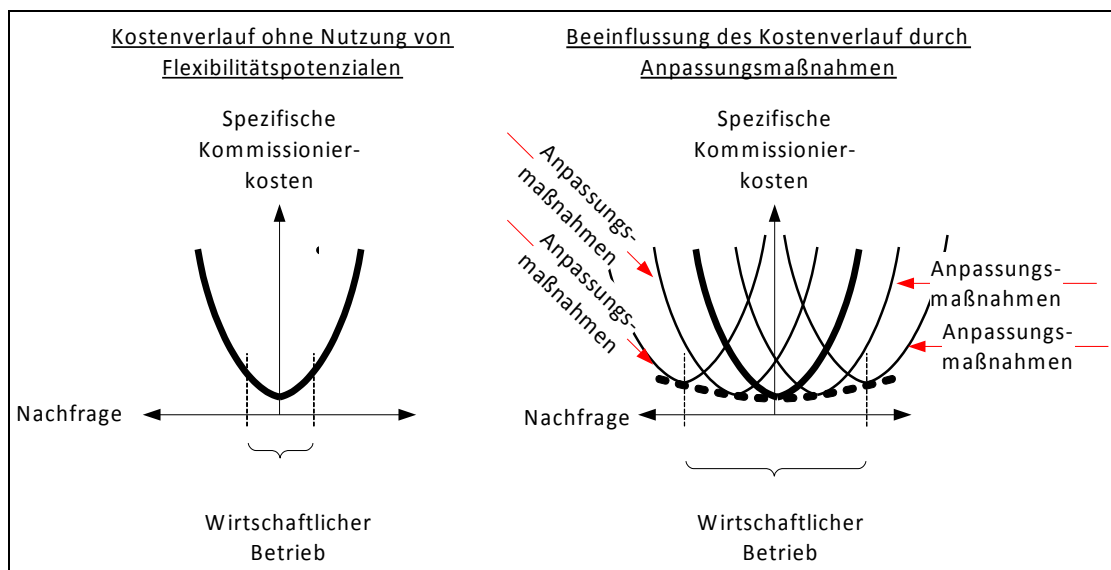 Kostenverlauf ohne Nutzung von
Flexibilitätspotenzialen
Spezifische
Kommissionier-
kosten
Nachfrage
Wirtschaftlicher
Betrieb
Beeinflussung des Kostenverlauf durch
Anpassungsmaßnahmen
Spezifische
Kommissionier-
kosten
Anpassungs-
maßnahmen
Anpassungs-
maßnahmen
Anpassungs-
maßnahmen
Anpassungs-
maßnahmen
Nachfrage
Wirtschaftlicher
Betrieb